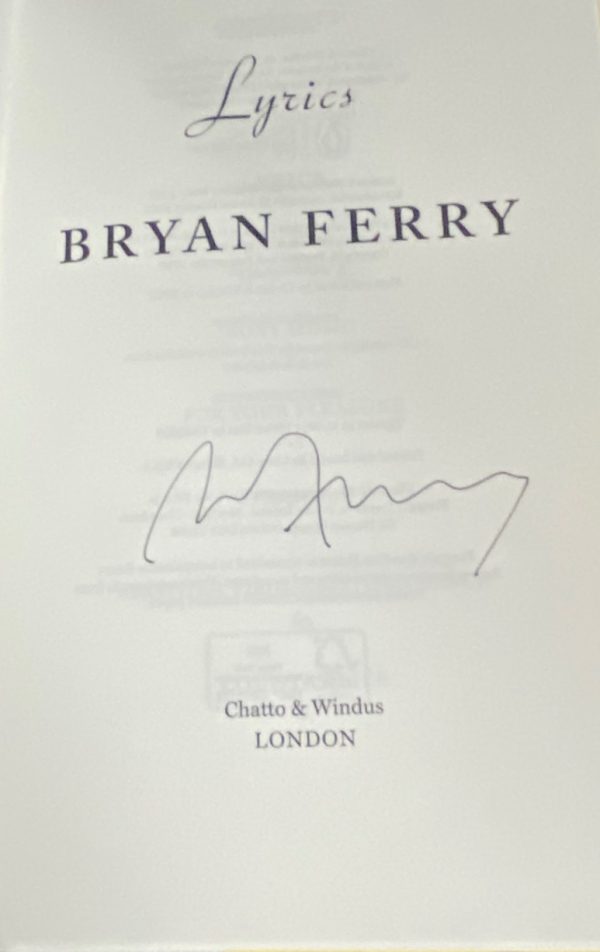 Lyrics
BRYAN FERRY
Chatto & Windus
LONDON